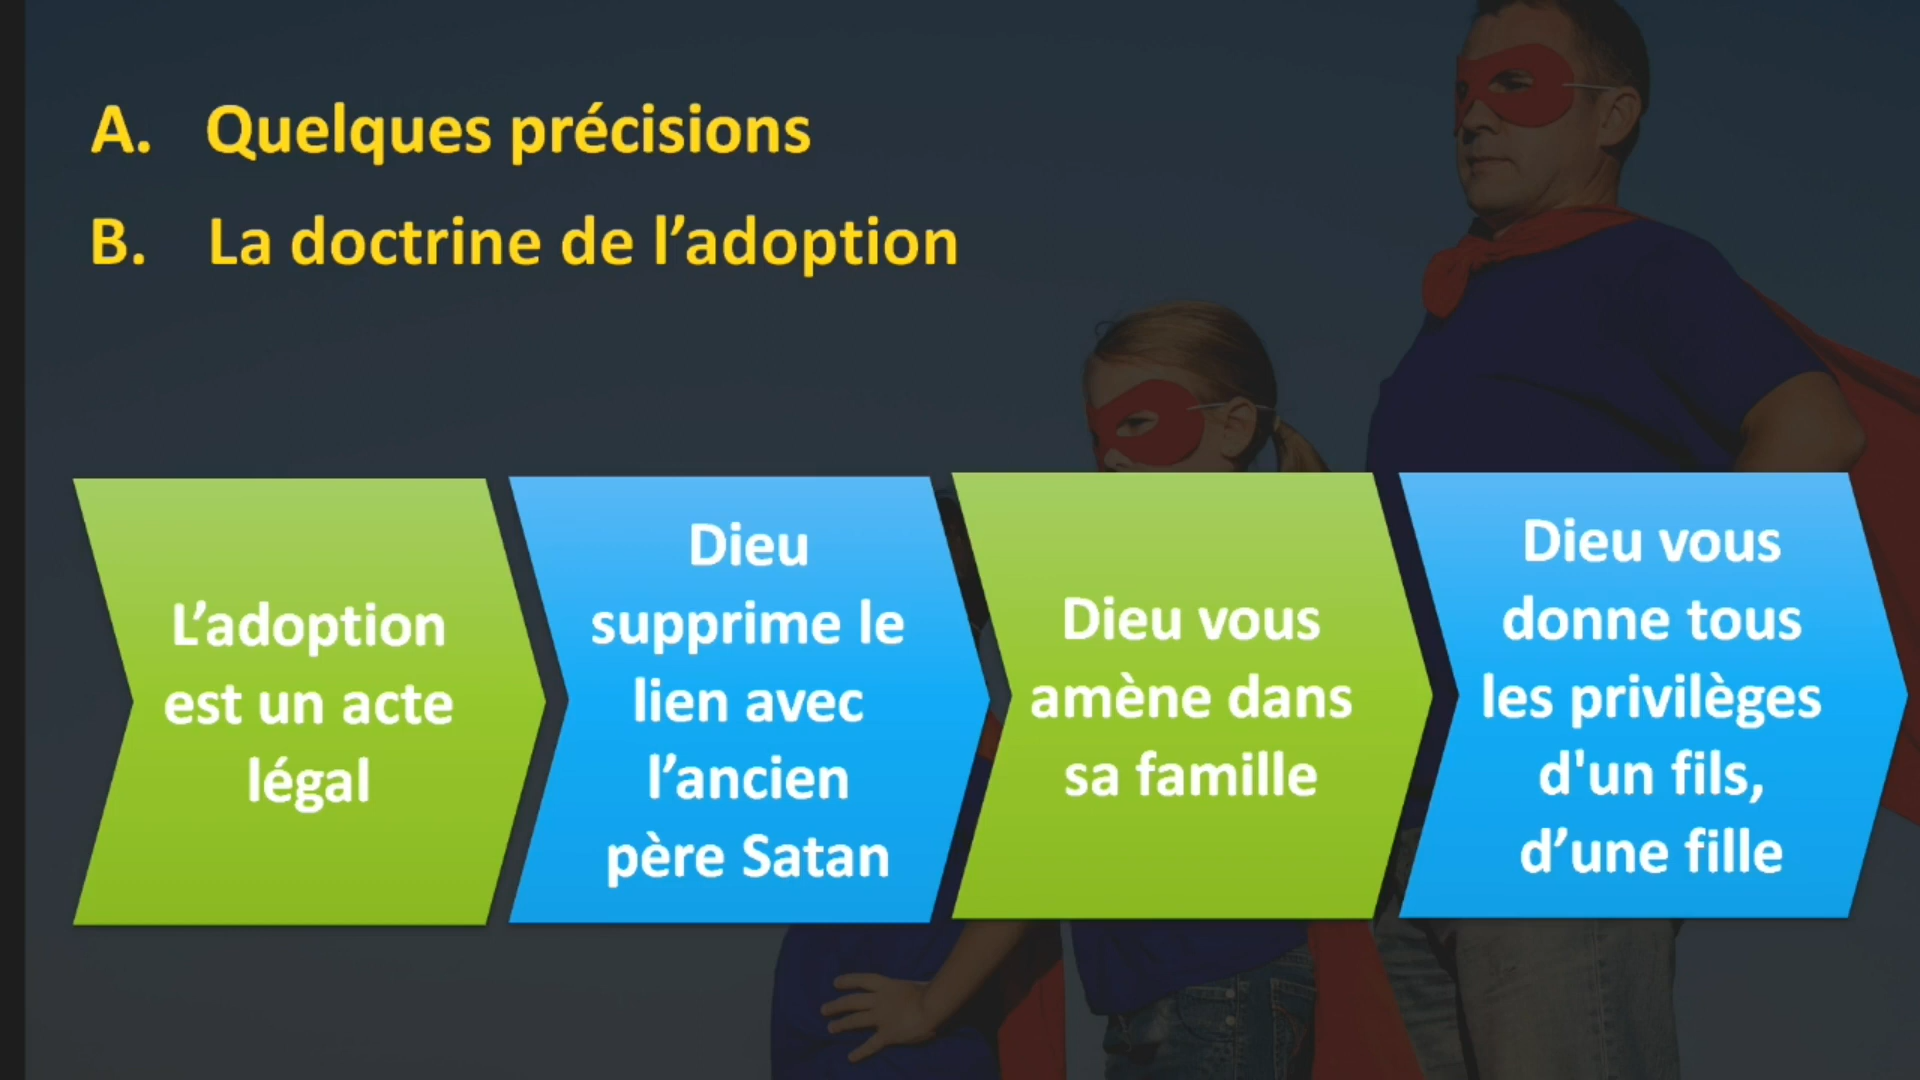 A. Quelques précisions
B. La doctrine de l’adoption
L’adoption
est un acte
légal
Dieu
supprime le
lien avec
l’ancien
père Satan
Dieu vous
amène dans
sa famille
Dieu vous
donne tous
les privilèges
d'un fils,
d’une fille